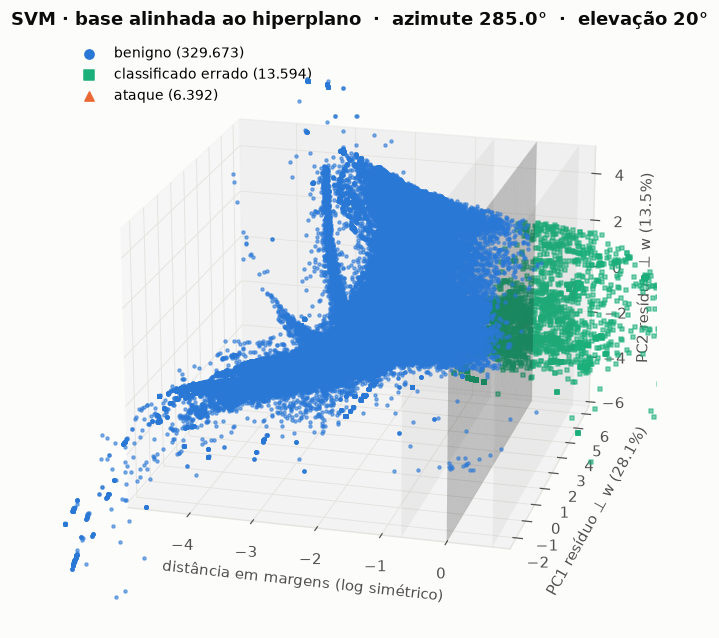 SVM · base alinhada ao hiperplano · azimute 285.0° · elevação 20°
benigno (329.673)
classificado errado (13.594)
ataque (6.392)
4
2
0
−2
−4
−6
PC2 resíduo ⊥ w (13.5%)
6
5
4
3
2
1
0
−1
−2
PC1 resíduo ⊥ w (28.1%)
−4
−3
−2
−1
0
distância em margens (log simétrico)